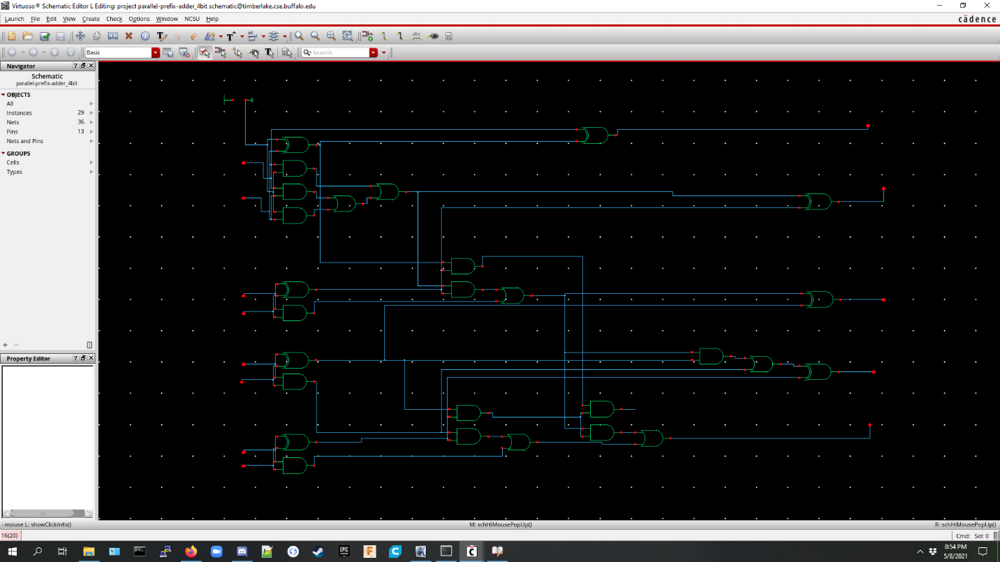 Virtuoso® Schematic Editor L Editing: project parallel-prefix-adder_4bit schematic@timberlake.cse.buffalo.edu
Launch File Edit View Create Check Options Window NCSU Help
cādence
abc
Basic
Search
Navigator
Schematic
parallel-prefix-adder_4bit
OBJECTS
All
Instances 29
Nets 36
Pins 13
Nets and Pins
GROUPS
Cells
Types
Property Editor
mouse L: showClickInfo() M: schHiMousePopUp() R: schHiMousePopUp()
16(20) Cmd: Sel: 0
EPIC GAMES
8:54 PM
5/8/2021